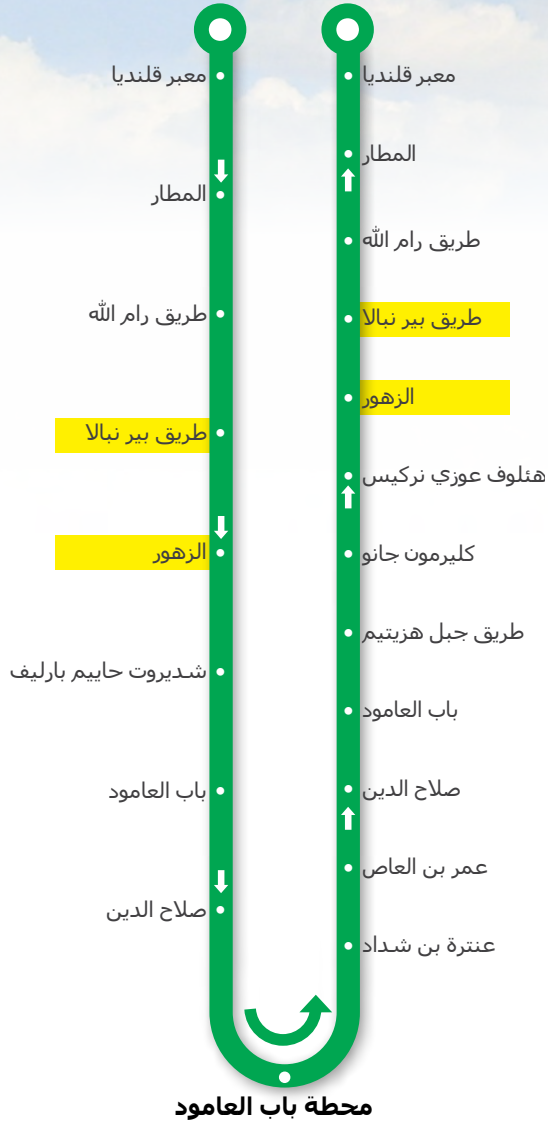 معبر قلنديا
المطار
طريق رام الله
طريق بير نبالا
الزهور
شديروت حاييم بارليف
باب العامود
صلاح الدين
محطة باب العامود
معبر قلنديا
المطار
طريق رام الله
طريق بير نبالا
الزهور
هئلوف عوزي نركيس
كليرمون جانو
طريق جبل هزيتيم
باب العامود
صلاح الدين
عمر بن العاص
عنترة بن شداد